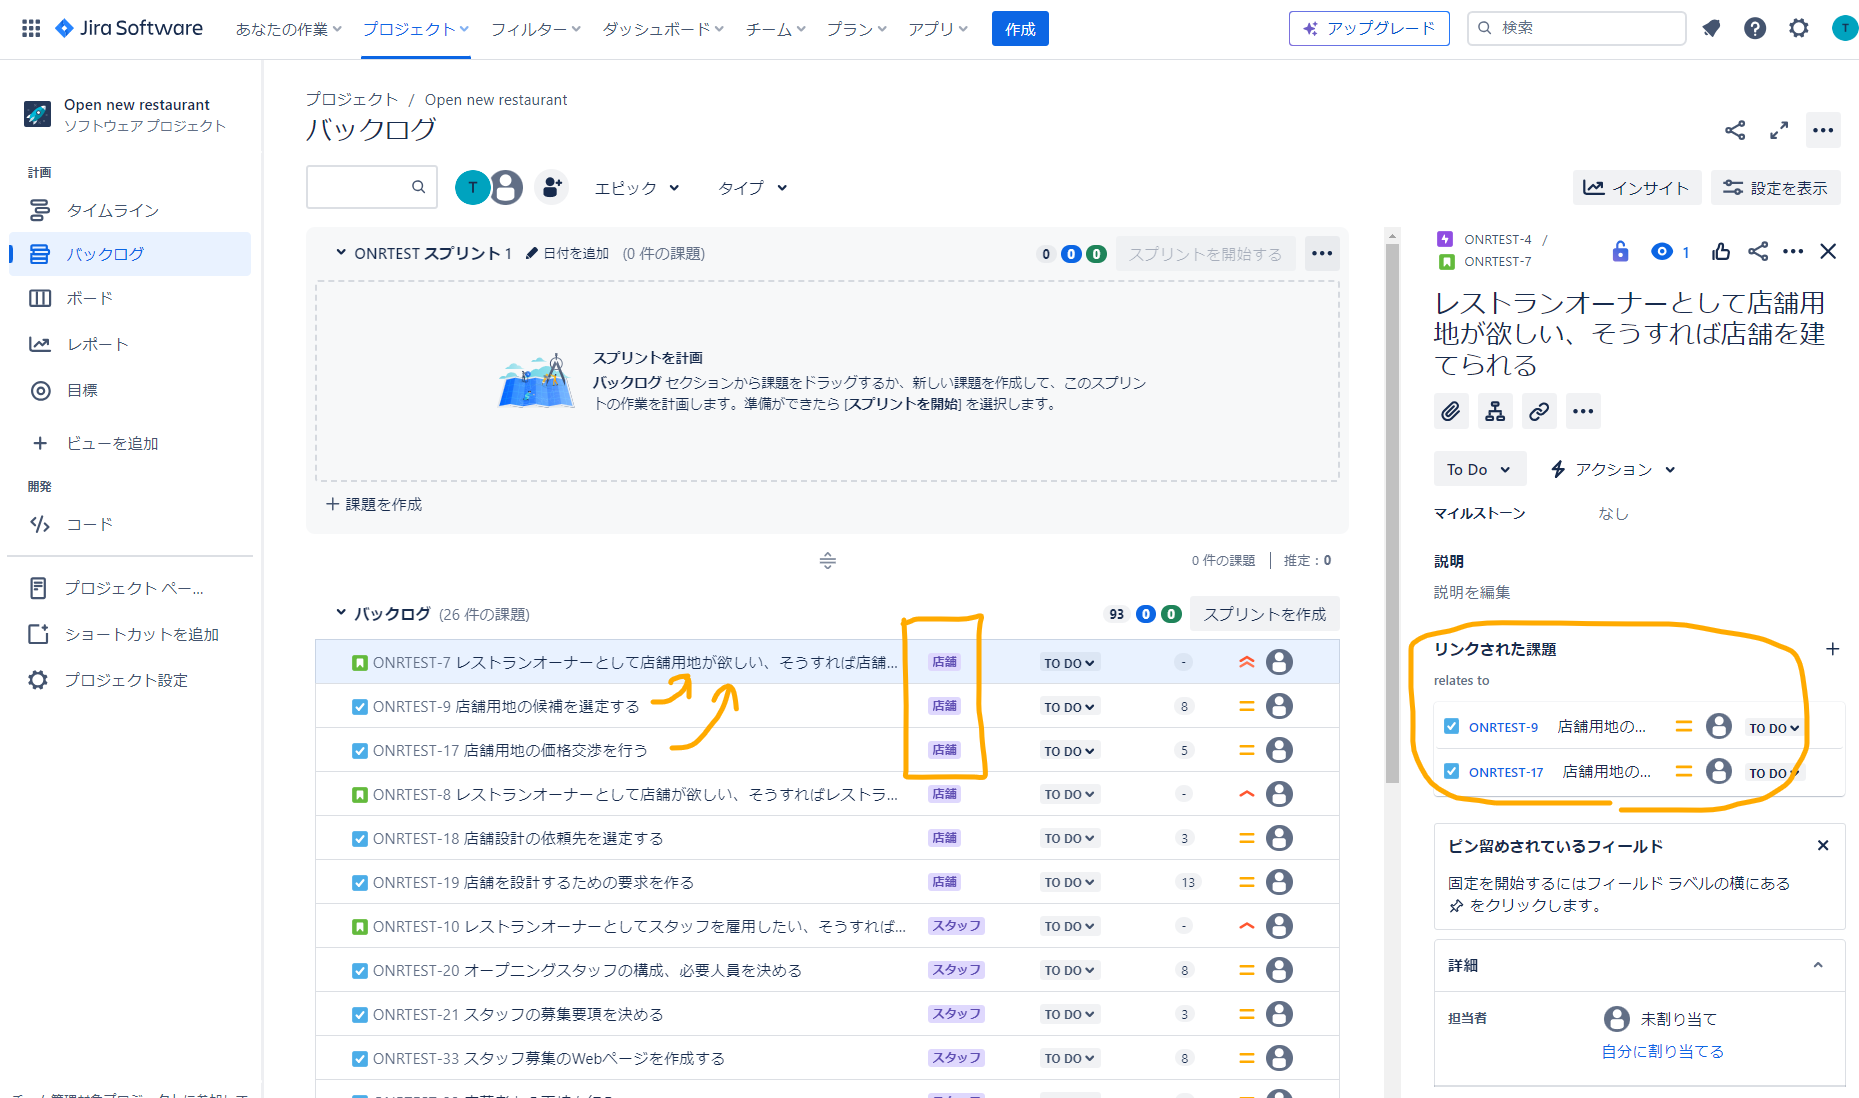 Jira Software あなたの作業 プロジェクト フィルター ダッシュボード チーム プラン アプリ 作成 アップグレード 検索 T
Open new restaurant
ソフトウェア プロジェクト
計画
タイムライン
バックログ
ボード
レポート
目標
ビューを追加
開発
コード
プロジェクト ペー...
ショートカットを追加
プロジェクト設定
プロジェクト / Open new restaurant
バックログ
T エピック タイプ インサイト 設定を表示
ONRTEST スプリント 1 日付を追加 (0 件の課題) 0 0 0 スプリントを開始する
スプリントを計画
バックログ セクションから課題をドラッグするか、新しい課題を作成して、このスプリン
トの作業を計画します。準備ができたら [スプリントを開始] を選択します。
+ 課題を作成
0 件の課題 推定：0
バックログ (26 件の課題) 93 0 0 スプリントを作成
ONRTEST-7 レストランオーナーとして店舗用地が欲しい、そうすれば店舗... 店舗 TO DO -
ONRTEST-9 店舗用地の候補を選定する 店舗 TO DO 8
ONRTEST-17 店舗用地の価格交渉を行う 店舗 TO DO 5
ONRTEST-8 レストランオーナーとして店舗が欲しい、そうすればレストラ... 店舗 TO DO -
ONRTEST-18 店舗設計の依頼先を選定する 店舗 TO DO 3
ONRTEST-19 店舗を設計するための要求を作る 店舗 TO DO 13
ONRTEST-10 レストランオーナーとしてスタッフを雇用したい、そうすれば... スタッフ TO DO -
ONRTEST-20 オープニングスタッフの構成、必要人員を決める スタッフ TO DO 8
ONRTEST-21 スタッフの募集要項を決める スタッフ TO DO 3
ONRTEST-33 スタッフ募集のWebページを作成する スタッフ TO DO 8
ONRTEST-4 /
ONRTEST-7
1
レストランオーナーとして店舗用
地が欲しい、そうすれば店舗を建
てられる
To Do アクション
マイルストーン なし
説明
説明を編集
リンクされた課題
relates to
ONRTEST-9 店舗用地の... TO DO
ONRTEST-17 店舗用地の... TO DO
ピン留めされているフィールド
固定を開始するにはフィールド ラベルの横にある
をクリックします。
詳細
担当者 未割り当て
自分に割り当てる